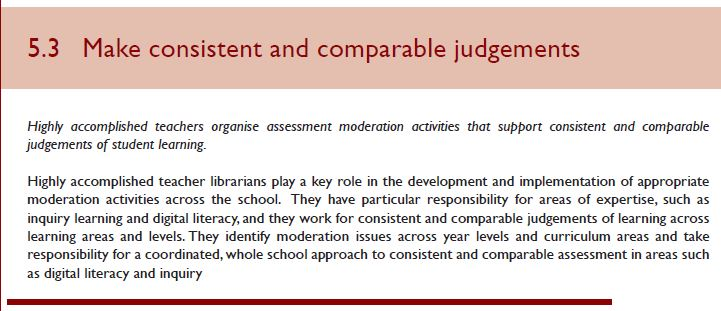 5.3 Make consistent and comparable judgements
Highly accomplished teachers organise assessment moderation activities that support consistent and comparable
judgements of student learning.
Highly accomplished teacher librarians play a key role in the development and implementation of appropriate
moderation activities across the school. They have particular responsibility for areas of expertise, such as
inquiry learning and digital literacy, and they work for consistent and comparable judgements of learning across
learning areas and levels. They identify moderation issues across year levels and curriculum areas and take
responsibility for a coordinated, whole school approach to consistent and comparable assessment in areas such
as digital literacy and inquiry